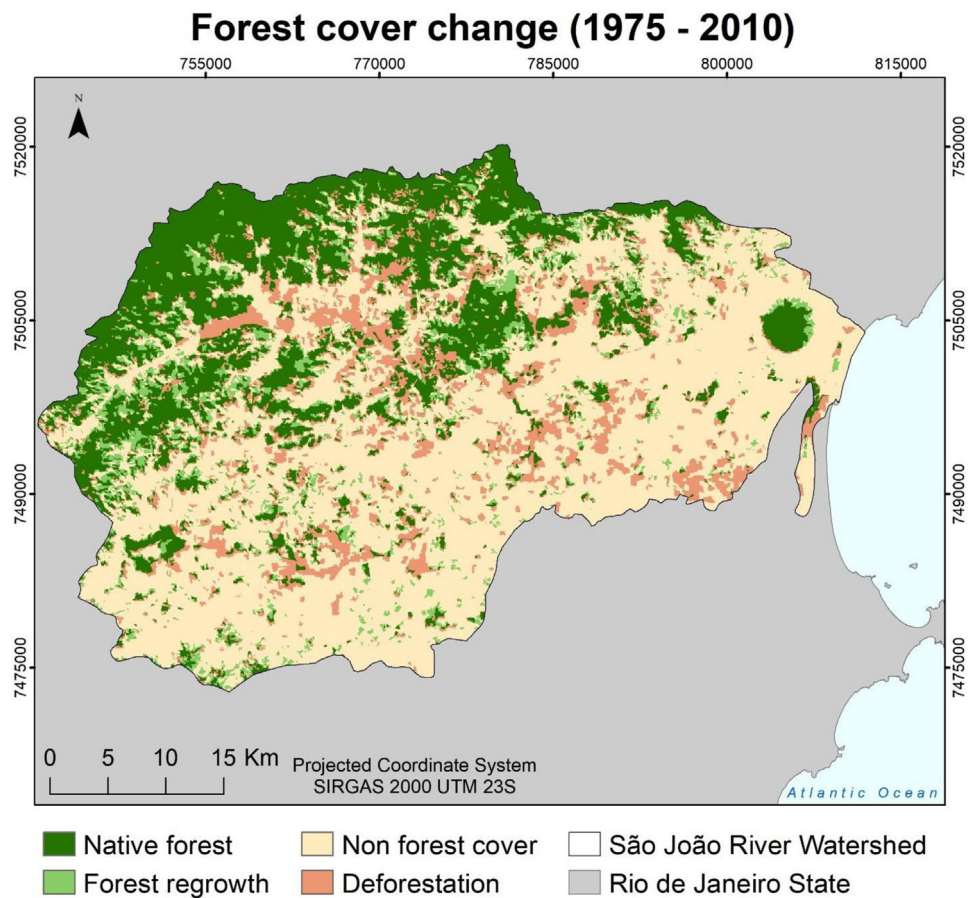 Forest cover change (1975 - 2010)
755000 770000 785000 800000 815000
N
7520000 7520000
7505000 7505000
7490000 7490000
7475000 7475000
0 5 10 15 Km
Projected Coordinate System
SIRGAS 2000 UTM 23S
Atlantic Ocean
Native forest Non forest cover São João River Watershed
Forest regrowth Deforestation Rio de Janeiro State